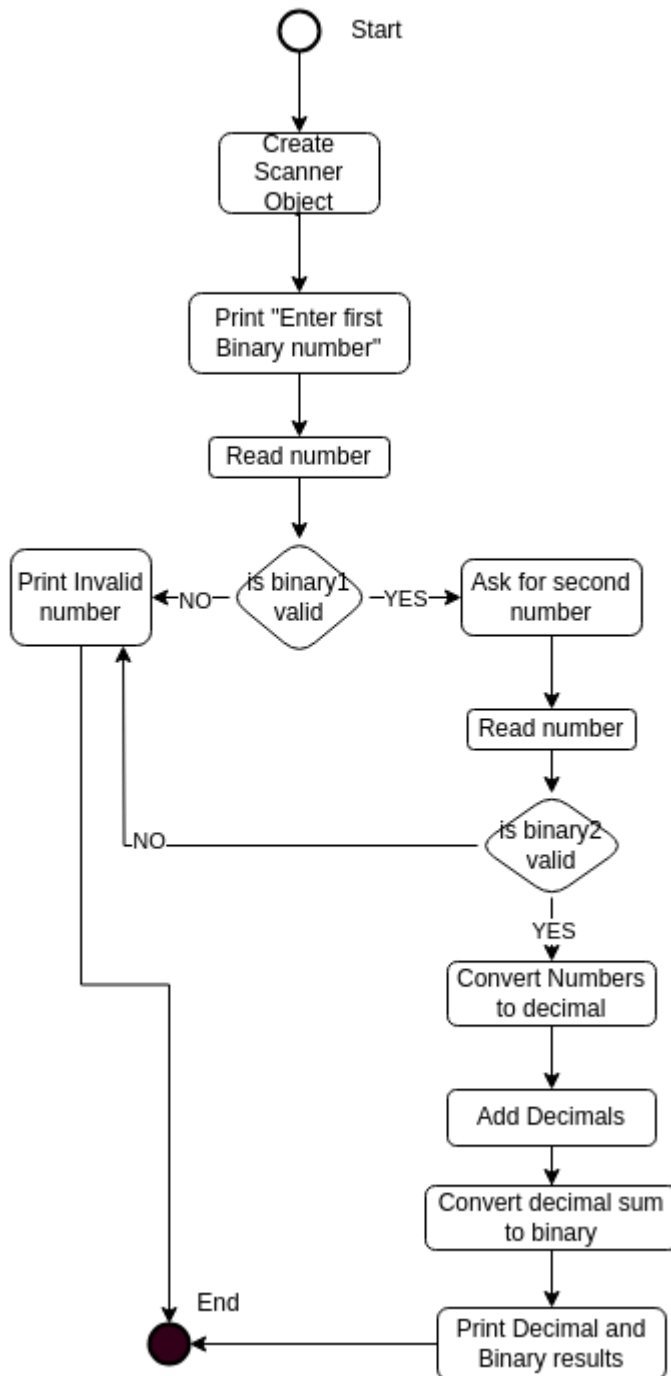 Start
Create
Scanner
Object
Print "Enter first
Binary number"
Read number
is binary1
valid
NO
YES
Print Invalid
number
Ask for second
number
Read number
is binary2
valid
NO
YES
Convert Numbers
to decimal
Add Decimals
Convert decimal sum
to binary
Print Decimal and
Binary results
End